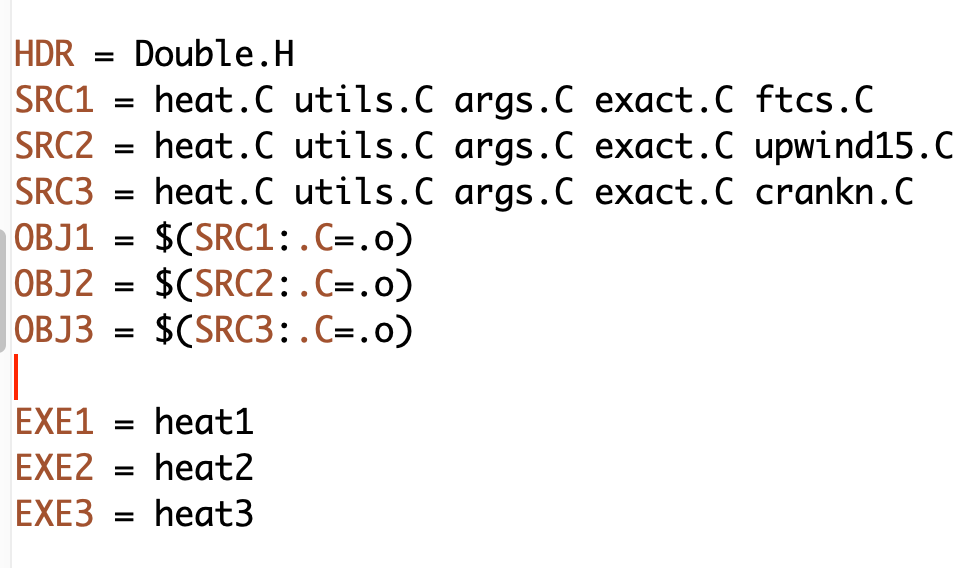 HDR = Double.H
SRC1 = heat.C utils.C args.C exact.C ftcs.C
SRC2 = heat.C utils.C args.C exact.C upwind15.C
SRC3 = heat.C utils.C args.C exact.C crankn.C
OBJ1 = $(SRC1:.C=.o)
OBJ2 = $(SRC2:.C=.o)
OBJ3 = $(SRC3:.C=.o)
EXE1 = heat1
EXE2 = heat2
EXE3 = heat3